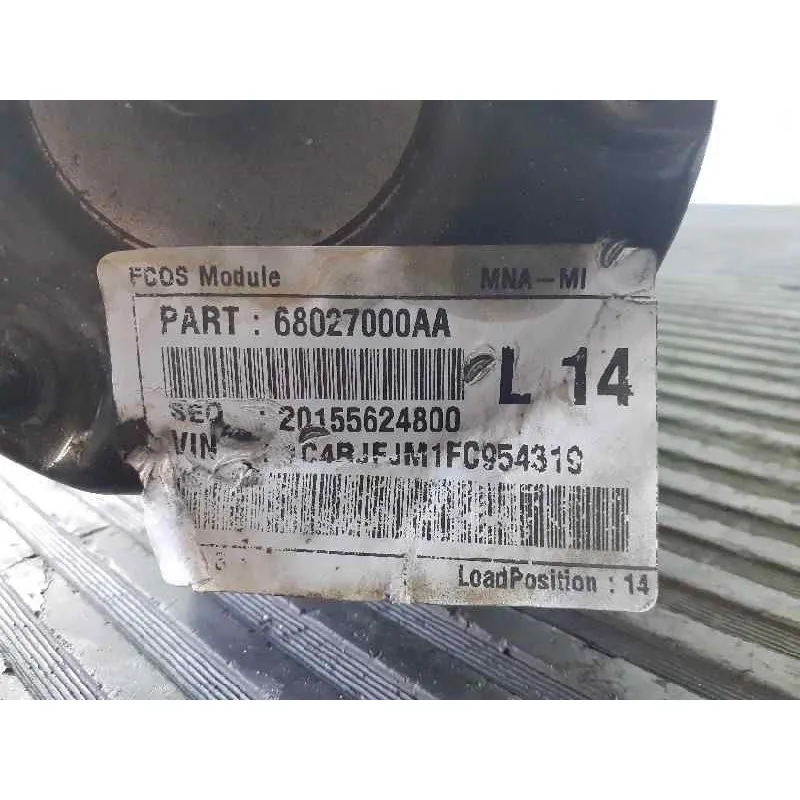 FCOS Module MNA-MI
PART : 68027000AA
L 14
SEQ : 20155624800
VIN
LoadPosition : 14